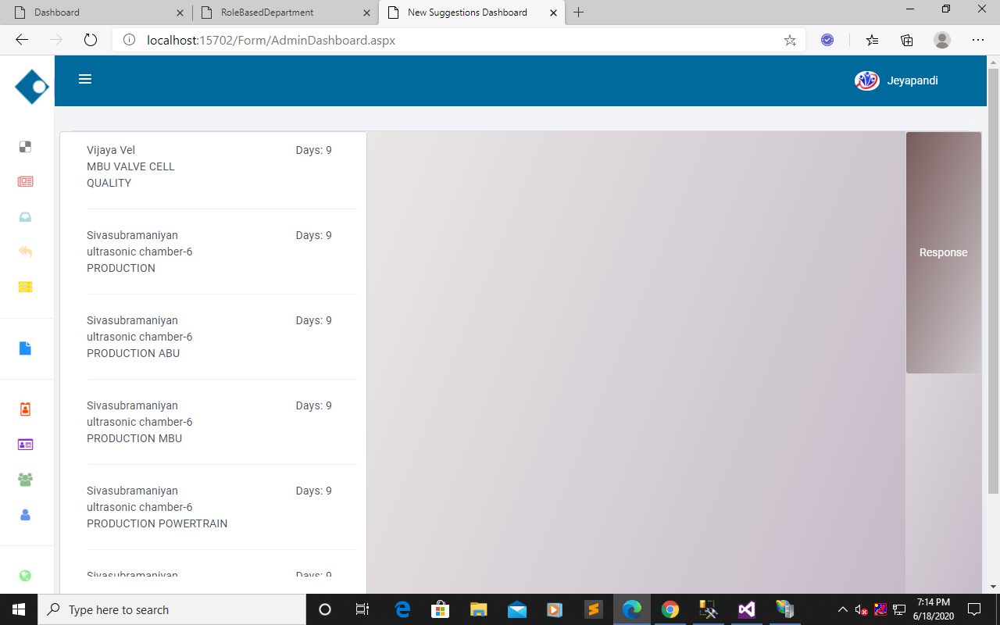 Dashboard
RoleBasedDepartment
New Suggestions Dashboard
localhost:15702/Form/AdminDashboard.aspx
Jeyapandi
Vijaya Vel
Days: 9
MBU VALVE CELL
QUALITY
Sivasubramaniyan
Days: 9
ultrasonic chamber-6
PRODUCTION
Sivasubramaniyan
Days: 9
ultrasonic chamber-6
PRODUCTION ABU
Sivasubramaniyan
Days: 9
ultrasonic chamber-6
PRODUCTION MBU
Sivasubramaniyan
Days: 9
ultrasonic chamber-6
PRODUCTION POWERTRAIN
Sivasubramaniyan
Days: 9
Response
Type here to search
7:14 PM
6/18/2020